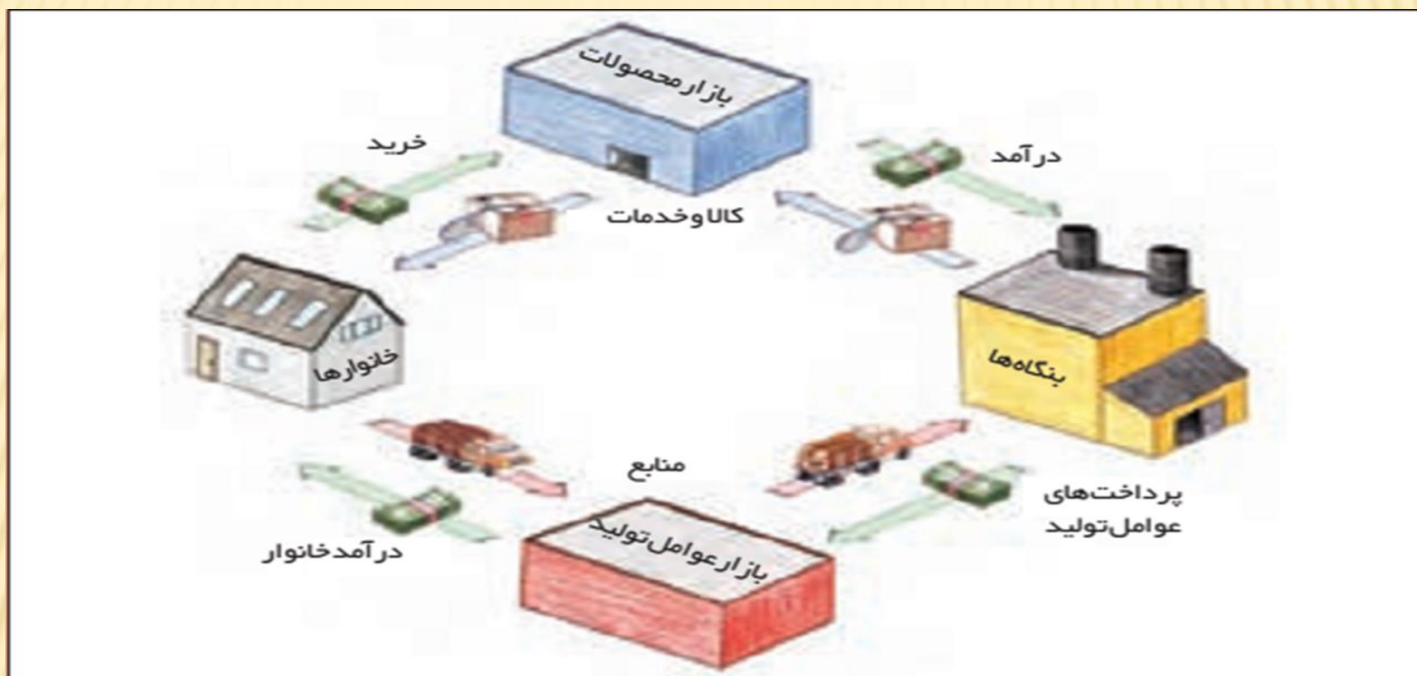 بازار محصولات
خرید
درآمد
کالا و خدمات
خانوارها
بنگاه‌ها
منابع
پرداخت‌های
عوامل تولید
بازار عوامل تولید
درآمد خانوار